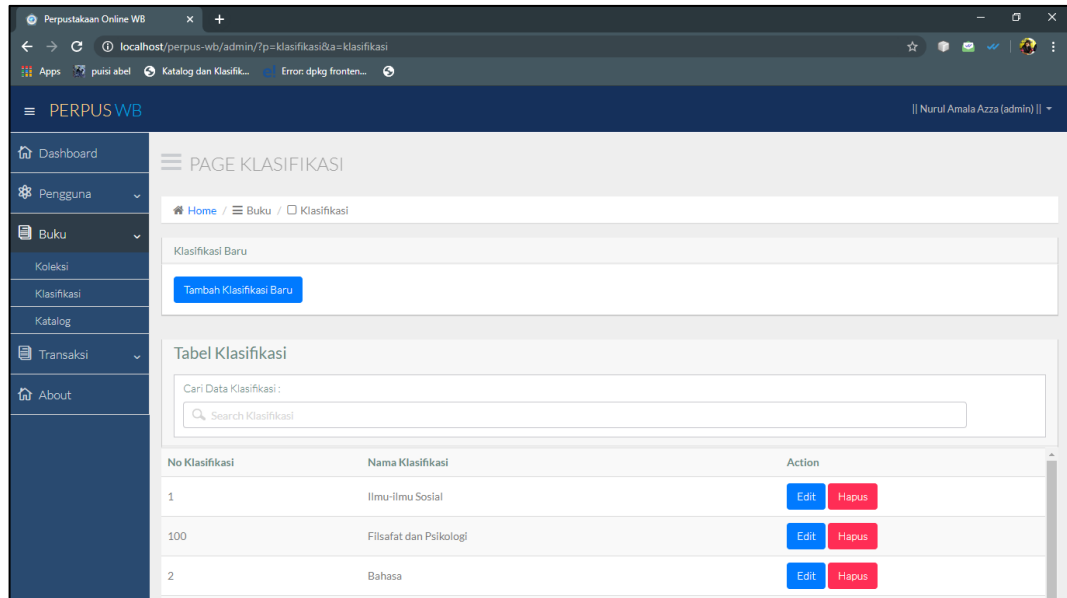 Perpustakaan Online WB
localhost/perpus-wb/admin/?p=klasifikasi&a=klasifikasi
Apps puisi abel Katalog dan Klasifik... Error: dpkg fronten...
PERPUS WB
|| Nurul Amala Azza (admin) ||
Dashboard
Pengguna
Buku
Koleksi
Klasifikasi
Katalog
Transaksi
About
PAGE KLASIFIKASI
Home / Buku / Klasifikasi
Klasifikasi Baru
Tambah Klasifikasi Baru
Tabel Klasifikasi
Cari Data Klasifikasi :
Search Klasifikasi
No Klasifikasi Nama Klasifikasi Action
1 Ilmu-ilmu Sosial Edit Hapus
100 Filsafat dan Psikologi Edit Hapus
2 Bahasa Edit Hapus